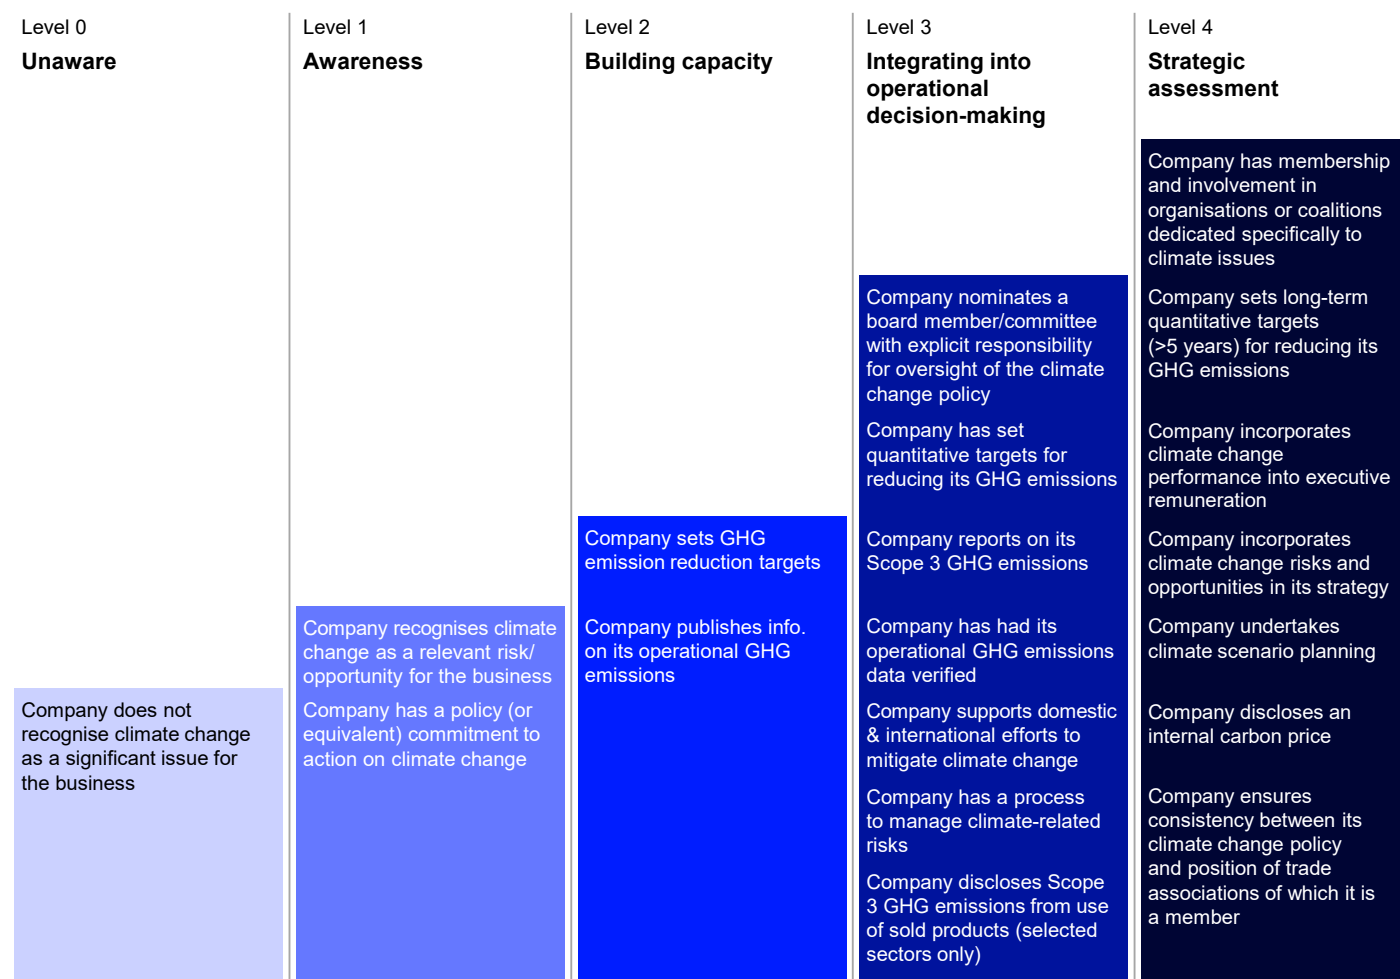 Level 0
Unaware
Company does not
recognise climate change
as a significant issue for
the business
Level 1
Awareness
Company recognises climate
change as a relevant risk/
opportunity for the business
Company has a policy (or
equivalent) commitment to
action on climate change
Level 2
Building capacity
Company sets GHG
emission reduction targets
Company publishes info.
on its operational GHG
emissions
Level 3
Integrating into
operational
decision-making
Company nominates a
board member/committee
with explicit responsibility
for oversight of the climate
change policy
Company has set
quantitative targets for
reducing its GHG emissions
Company reports on its
Scope 3 GHG emissions
Company has had its
operational GHG emissions
data verified
Company supports domestic
& international efforts to
mitigate climate change
Company has a process
to manage climate-related
risks
Company discloses Scope
3 GHG emissions from use
of sold products (selected
sectors only)
Level 4
Strategic
assessment
Company has membership
and involvement in
organisations or coalitions
dedicated specifically to
climate issues
Company sets long-term
quantitative targets
(>5 years) for reducing its
GHG emissions
Company incorporates
climate change
performance into executive
remuneration
Company incorporates
climate change risks and
opportunities in its strategy
Company undertakes
climate scenario planning
Company discloses an
internal carbon price
Company ensures
consistency between its
climate change policy
and position of trade
associations of which it is
a member